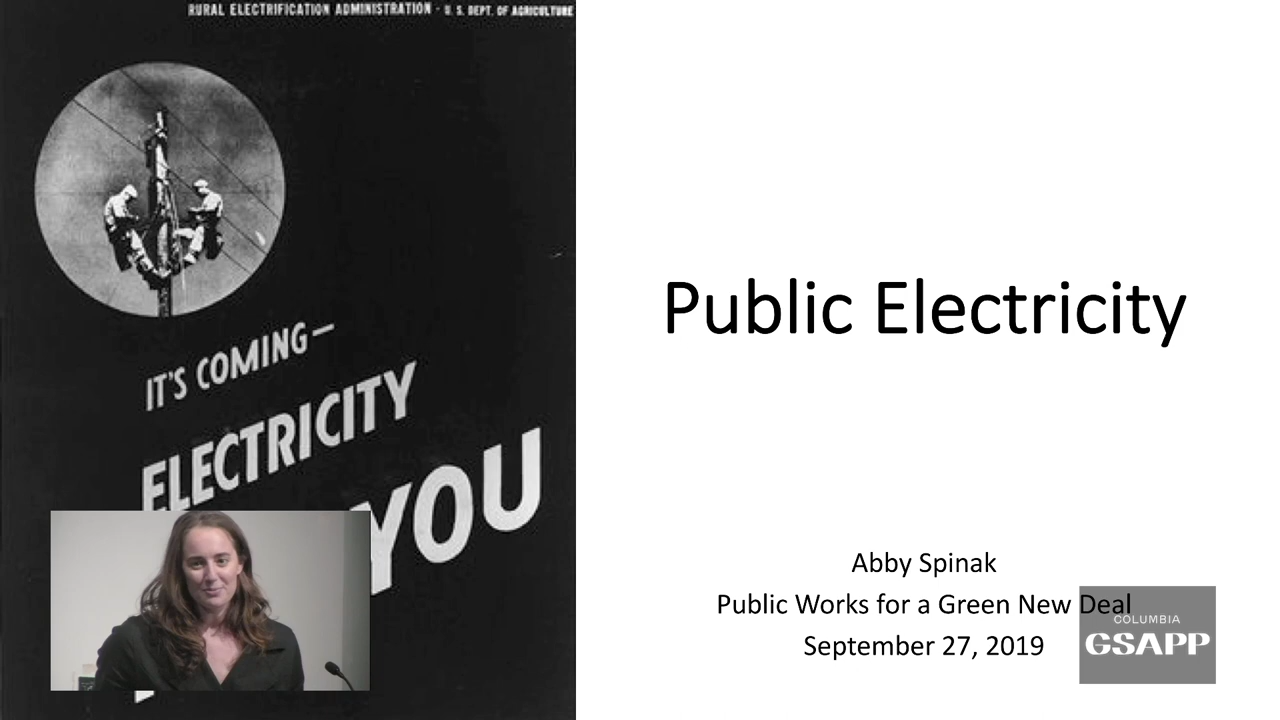 RURAL ELECTRIFICATION ADMINISTRATION - U. S. DEPT. OF AGRICULTURE
IT'S COMING—
ELECTRICITY
YOU
Public Electricity
Abby Spinak
Public Works for a Green New Deal
September 27, 2019
COLUMBIA
GSAPP